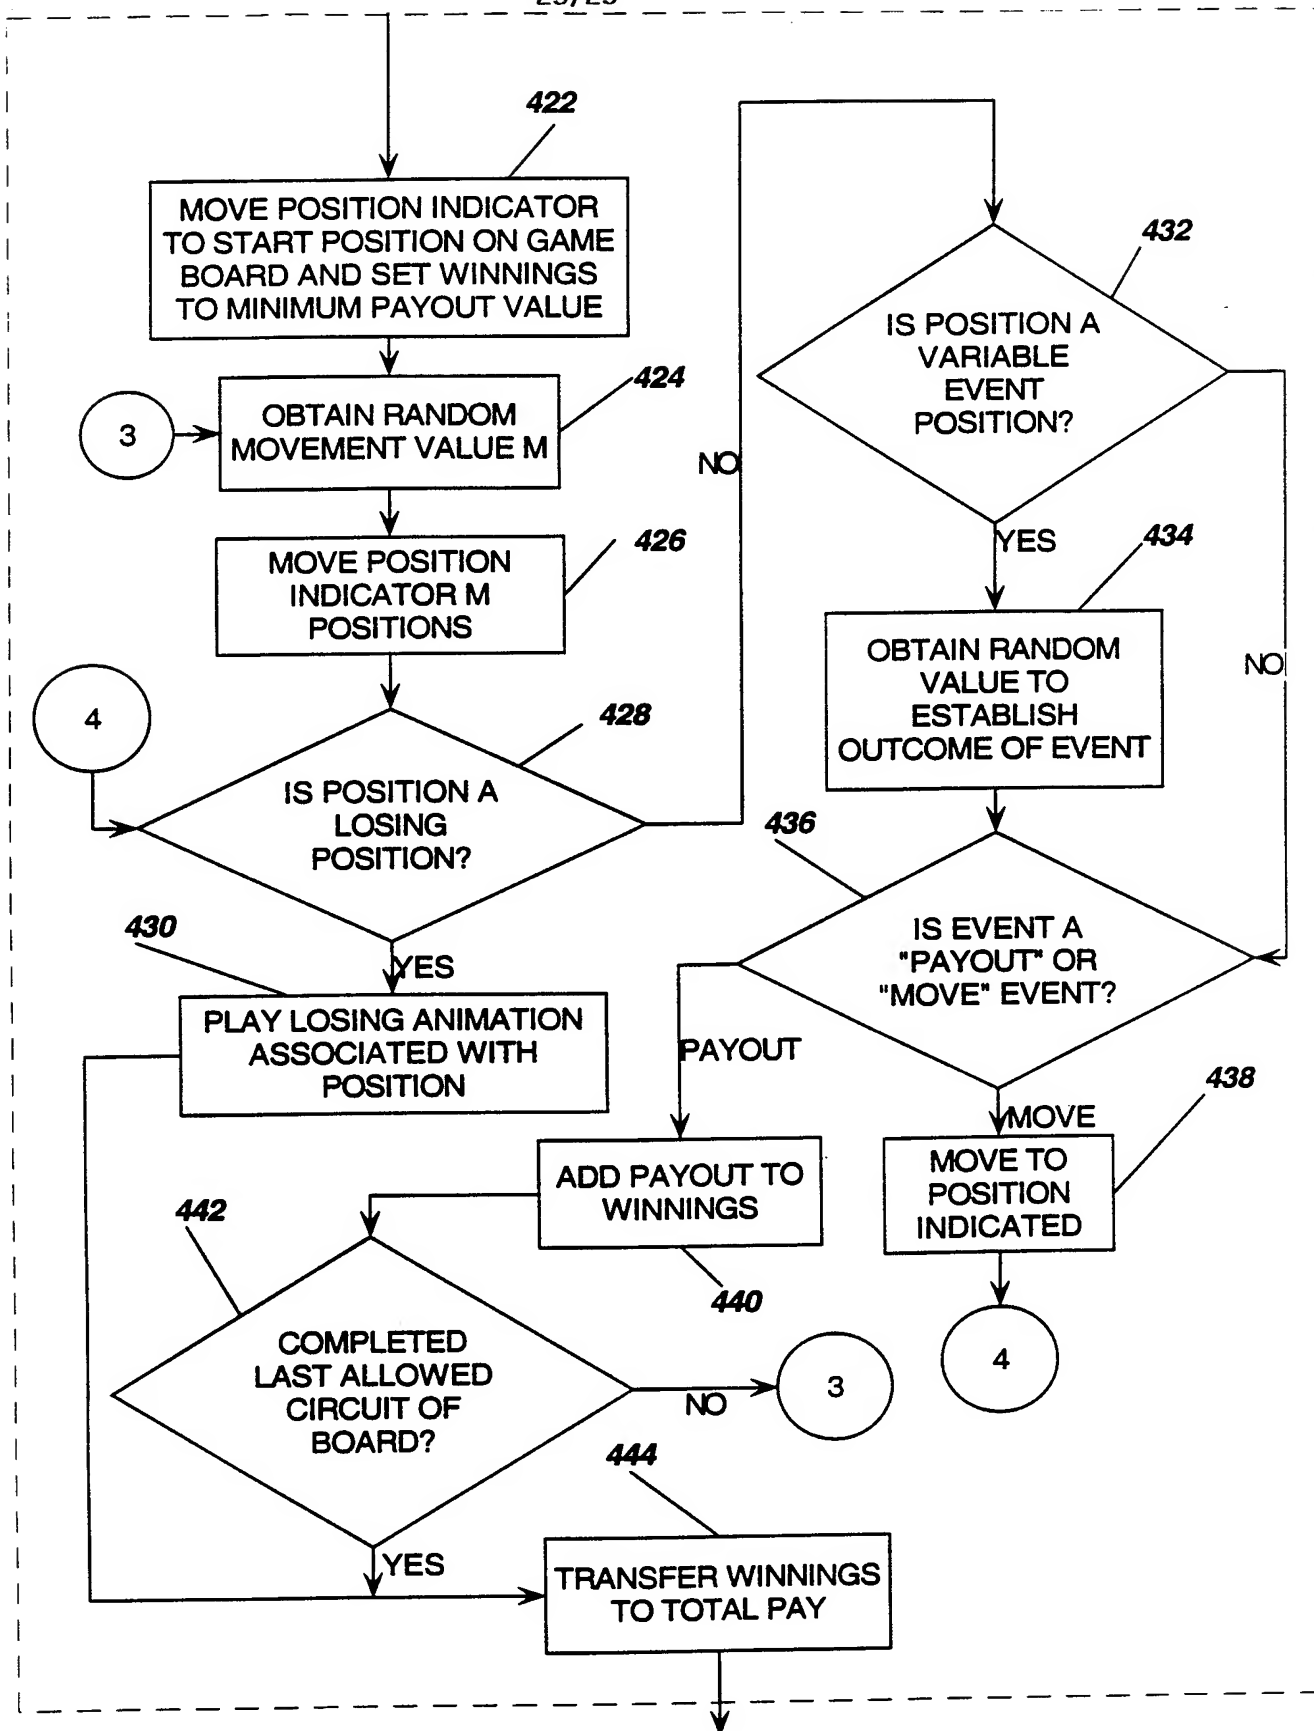 422
MOVE POSITION INDICATOR
TO START POSITION ON GAME
BOARD AND SET WINNINGS
TO MINIMUM PAYOUT VALUE
424
3
OBTAIN RANDOM
MOVEMENT VALUE M
426
MOVE POSITION
INDICATOR M
POSITIONS
4
428
IS POSITION A
LOSING
POSITION?
NO
430
YES
PLAY LOSING ANIMATION
ASSOCIATED WITH
POSITION
432
IS POSITION A
VARIABLE
EVENT
POSITION?
YES
NO
434
OBTAIN RANDOM
VALUE TO
ESTABLISH
OUTCOME OF EVENT
436
IS EVENT A
"PAYOUT" OR
"MOVE" EVENT?
PAYOUT
MOVE
438
MOVE TO
POSITION
INDICATED
4
ADD PAYOUT TO
WINNINGS
440
442
COMPLETED
LAST ALLOWED
CIRCUIT OF
BOARD?
NO
3
YES
444
TRANSFER WINNINGS
TO TOTAL PAY